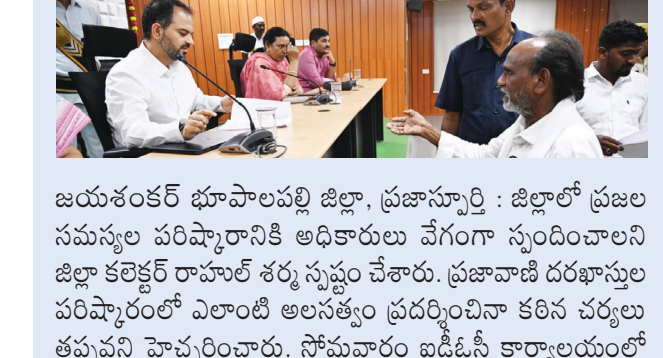 జయశంకర్ భూపాలపల్లి జిల్లా, ప్రజాస్ఫూర్తి : జిల్లాలో ప్రజల
సమస్యల పరిష్కారానికి అధికారులు వేగంగా స్పందించాలని
జిల్లా కలెక్టర్ రాహుల్ శర్మ స్పష్టం చేశారు. ప్రజావాణి దరఖాస్తుల
పరిష్కారంలో ఎలాంటి అలసత్వం ప్రదర్శించినా కఠిన చర్యలు
తప్పవని హెచ్చరించారు. సోమవారం ఐడీఓసీ కార్యాలయంలో